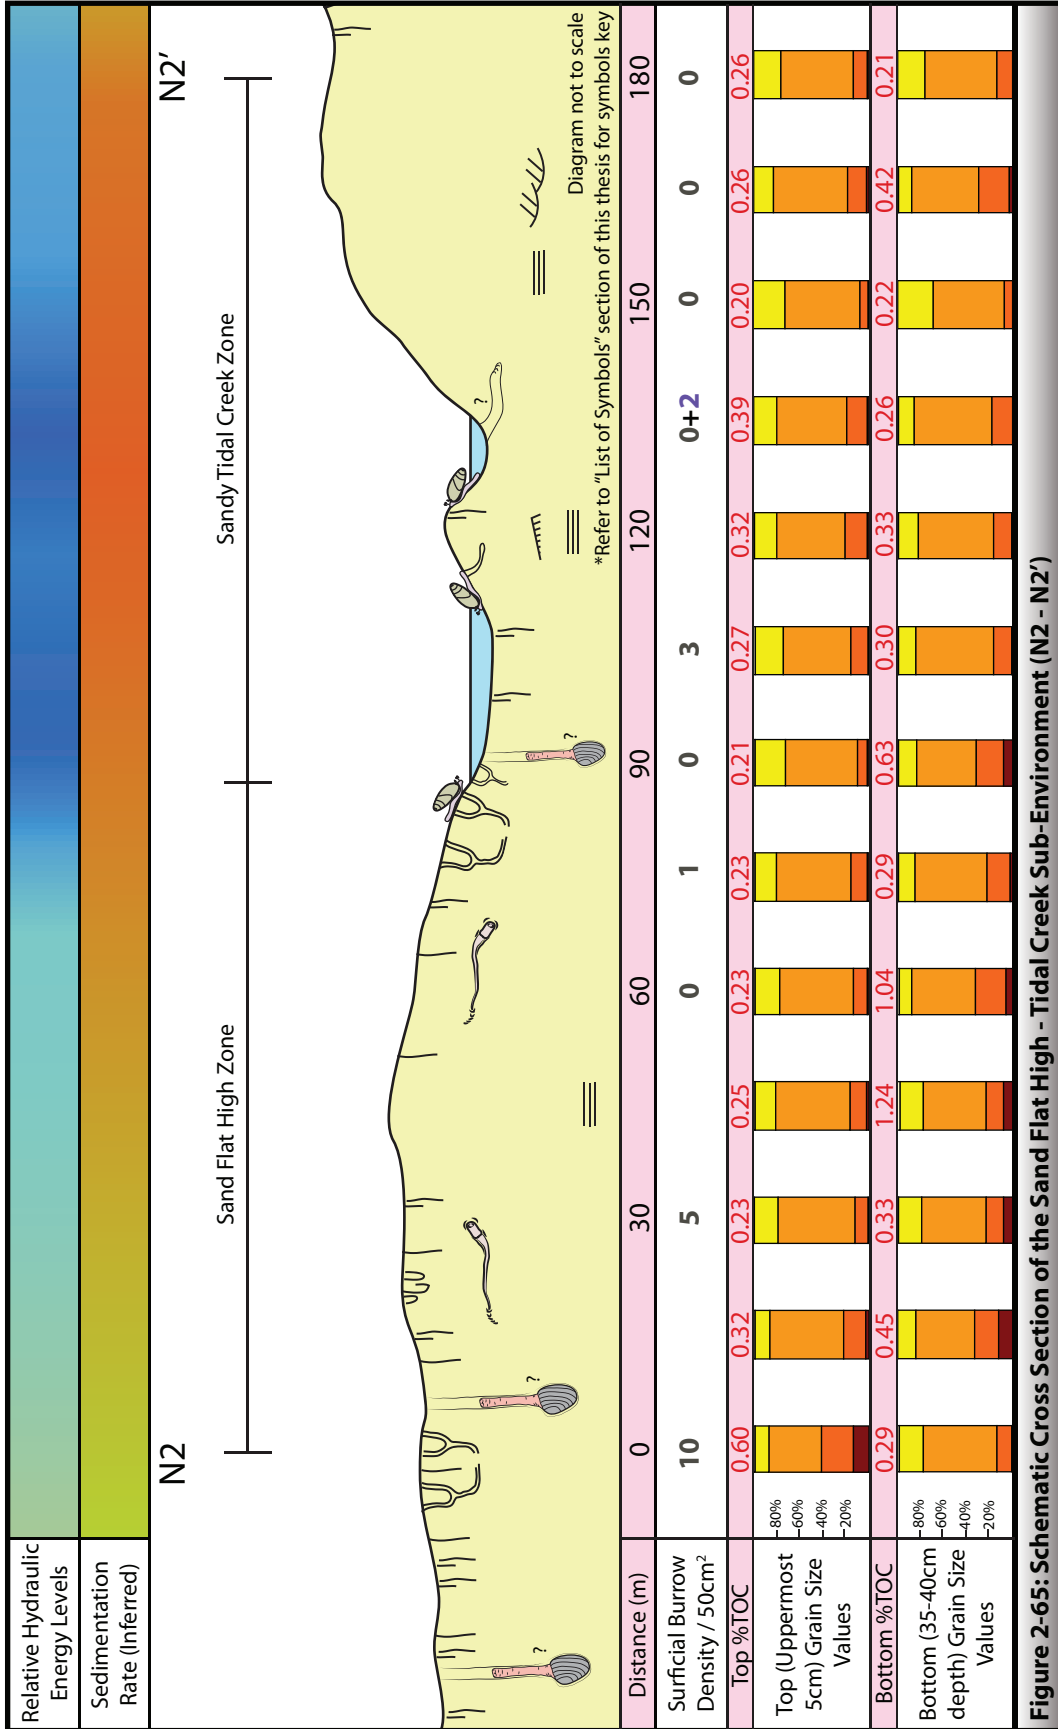 Relative Hydraulic
Energy Levels
Sedimentation
Rate (Inferred)
N2
N2’
Sand Flat High Zone
Sandy Tidal Creek Zone
?
?
?
?
Diagram not to scale
*Refer to “List of Symbols” section of this thesis for symbols key
Distance (m)
0 30 60 90 120 150 180
Surficial Burrow
Density / 50cm²
10 5 0 1 0 3 0+2 0 0 0
Top %TOC
0.60 0.32 0.23 0.25 0.23 0.23 0.21 0.27 0.32 0.39 0.20 0.26 0.26
Top (Uppermost
5cm) Grain Size
Values
80%
60%
40%
20%
Bottom %TOC
0.29 0.45 0.33 1.24 1.04 0.29 0.63 0.30 0.33 0.26 0.22 0.42 0.21
Bottom (35-40cm
depth) Grain Size
Values
80%
60%
40%
20%
Figure 2-65: Schematic Cross Section of the Sand Flat High - Tidal Creek Sub-Environment (N2 - N2’)